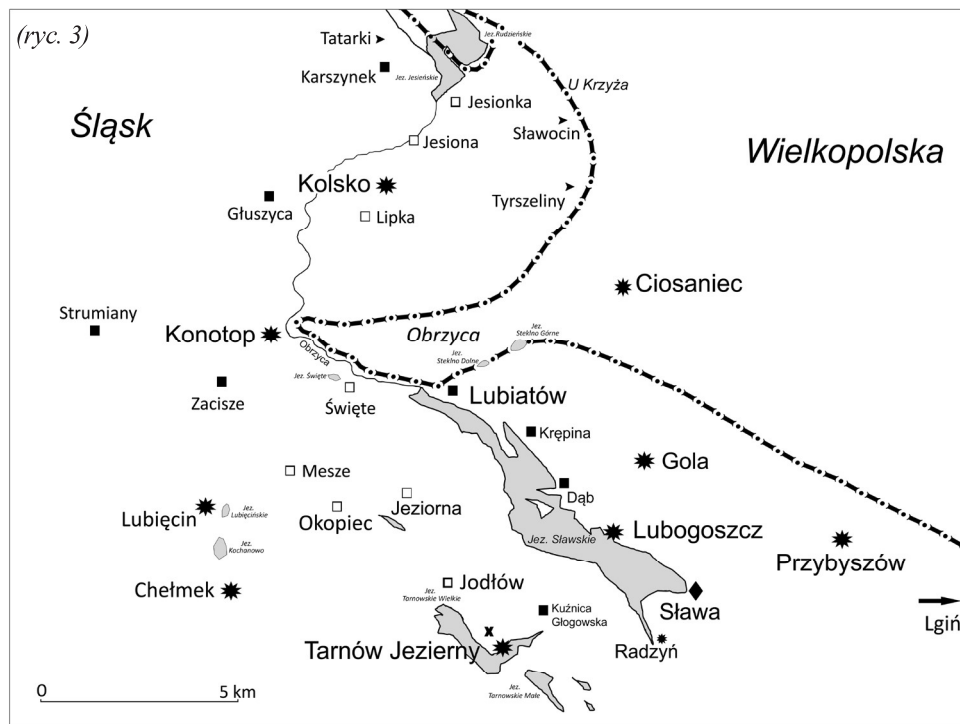 (ryc. 3)
Tatarki
Jez. Rudzieńskie
Karszynek
Jez. Jesieńskie
U Krzyża
Jesionka
Śląsk
Sławocin
Jesiona
Wielkopolska
Kolsko
Tyrszeliny
Głuszyca
Lipka
Ciosaniec
Strumiany
Konotop
Obrzyca
Jez.
Steklno Górne
Obrzyca
Jez.
Steklno Dolne
Jez. Święte
Zacisze
Święte
Lubiatów
Krępina
Gola
Mesze
Dąb
Jeziorna
Lubięcin
Jez.
Lubięcińskie
Okopiec
Lubogoszcz
Jez. Sławskie
Jez.
Kochanowo
Przybyszów
Chełmek
Jodłów
Jez.
Tarnowskie Wielkie
Sława
Kuźnica
Głogowska
Lgiń
x
Tarnów Jezierny
Radzyń
Jez.
Tarnowskie Małe
0 5 km